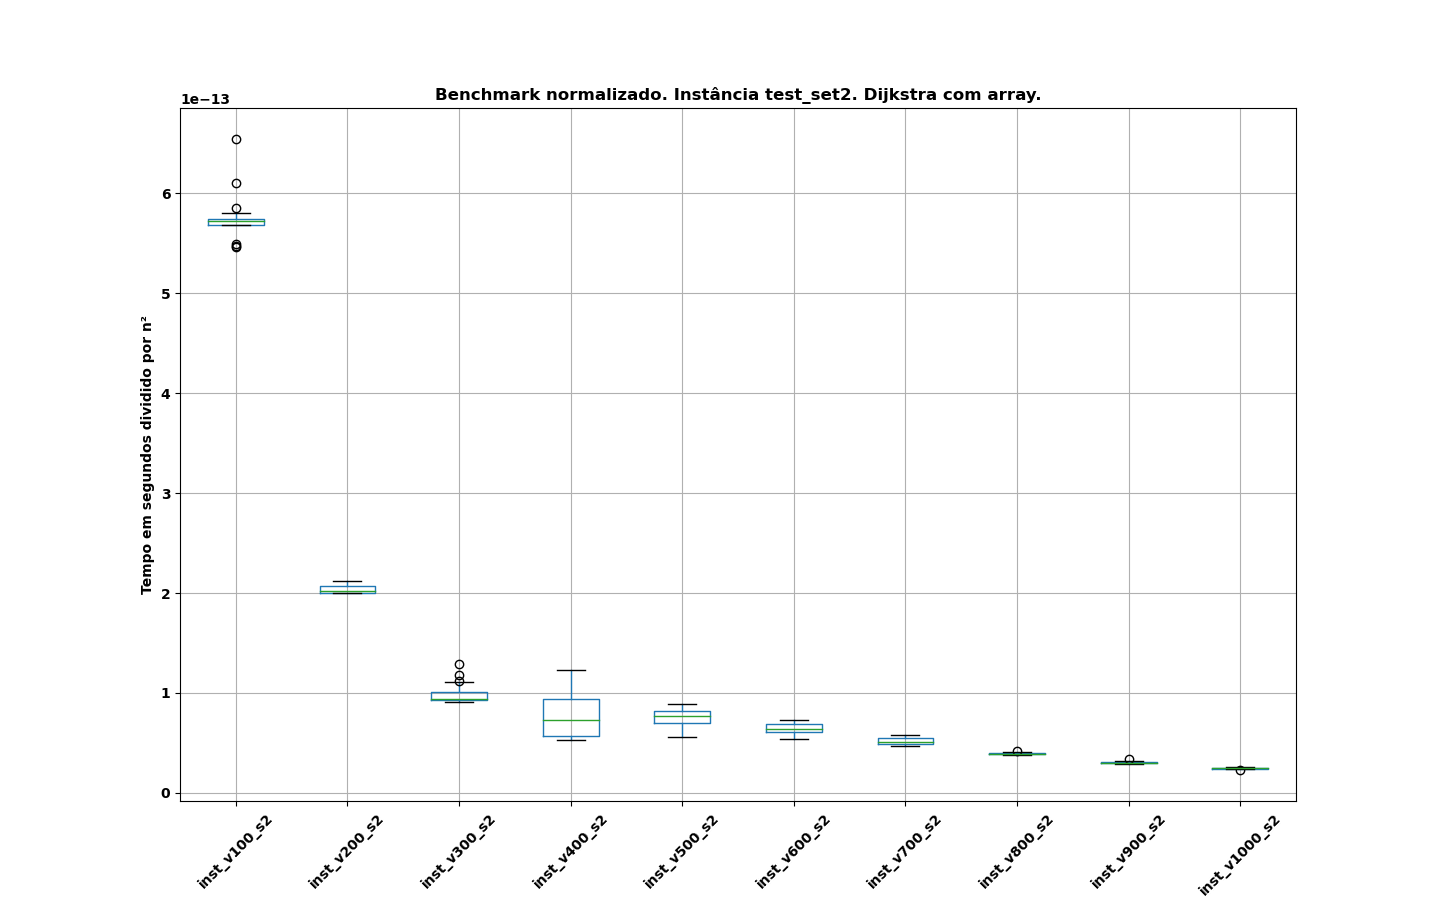 Benchmark normalizado. Instância test_set2. Dijkstra com array.
1e−13
Tempo em segundos dividido por n²
6
5
4
3
2
1
0
inst_v100_s2
inst_v200_s2
inst_v300_s2
inst_v400_s2
inst_v500_s2
inst_v600_s2
inst_v700_s2
inst_v800_s2
inst_v900_s2
inst_v1000_s2